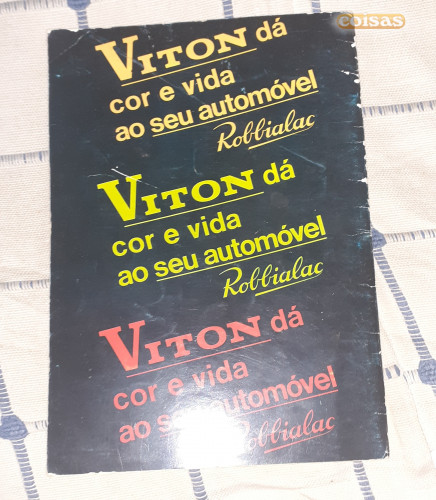 coisas
VITON dá
cor e vida
ao seu automóvel
Robbialac
VITON dá
cor e vida
ao seu automóvel
Robbialac
VITON dá
cor e vida
ao seu automóvel
Robbialac